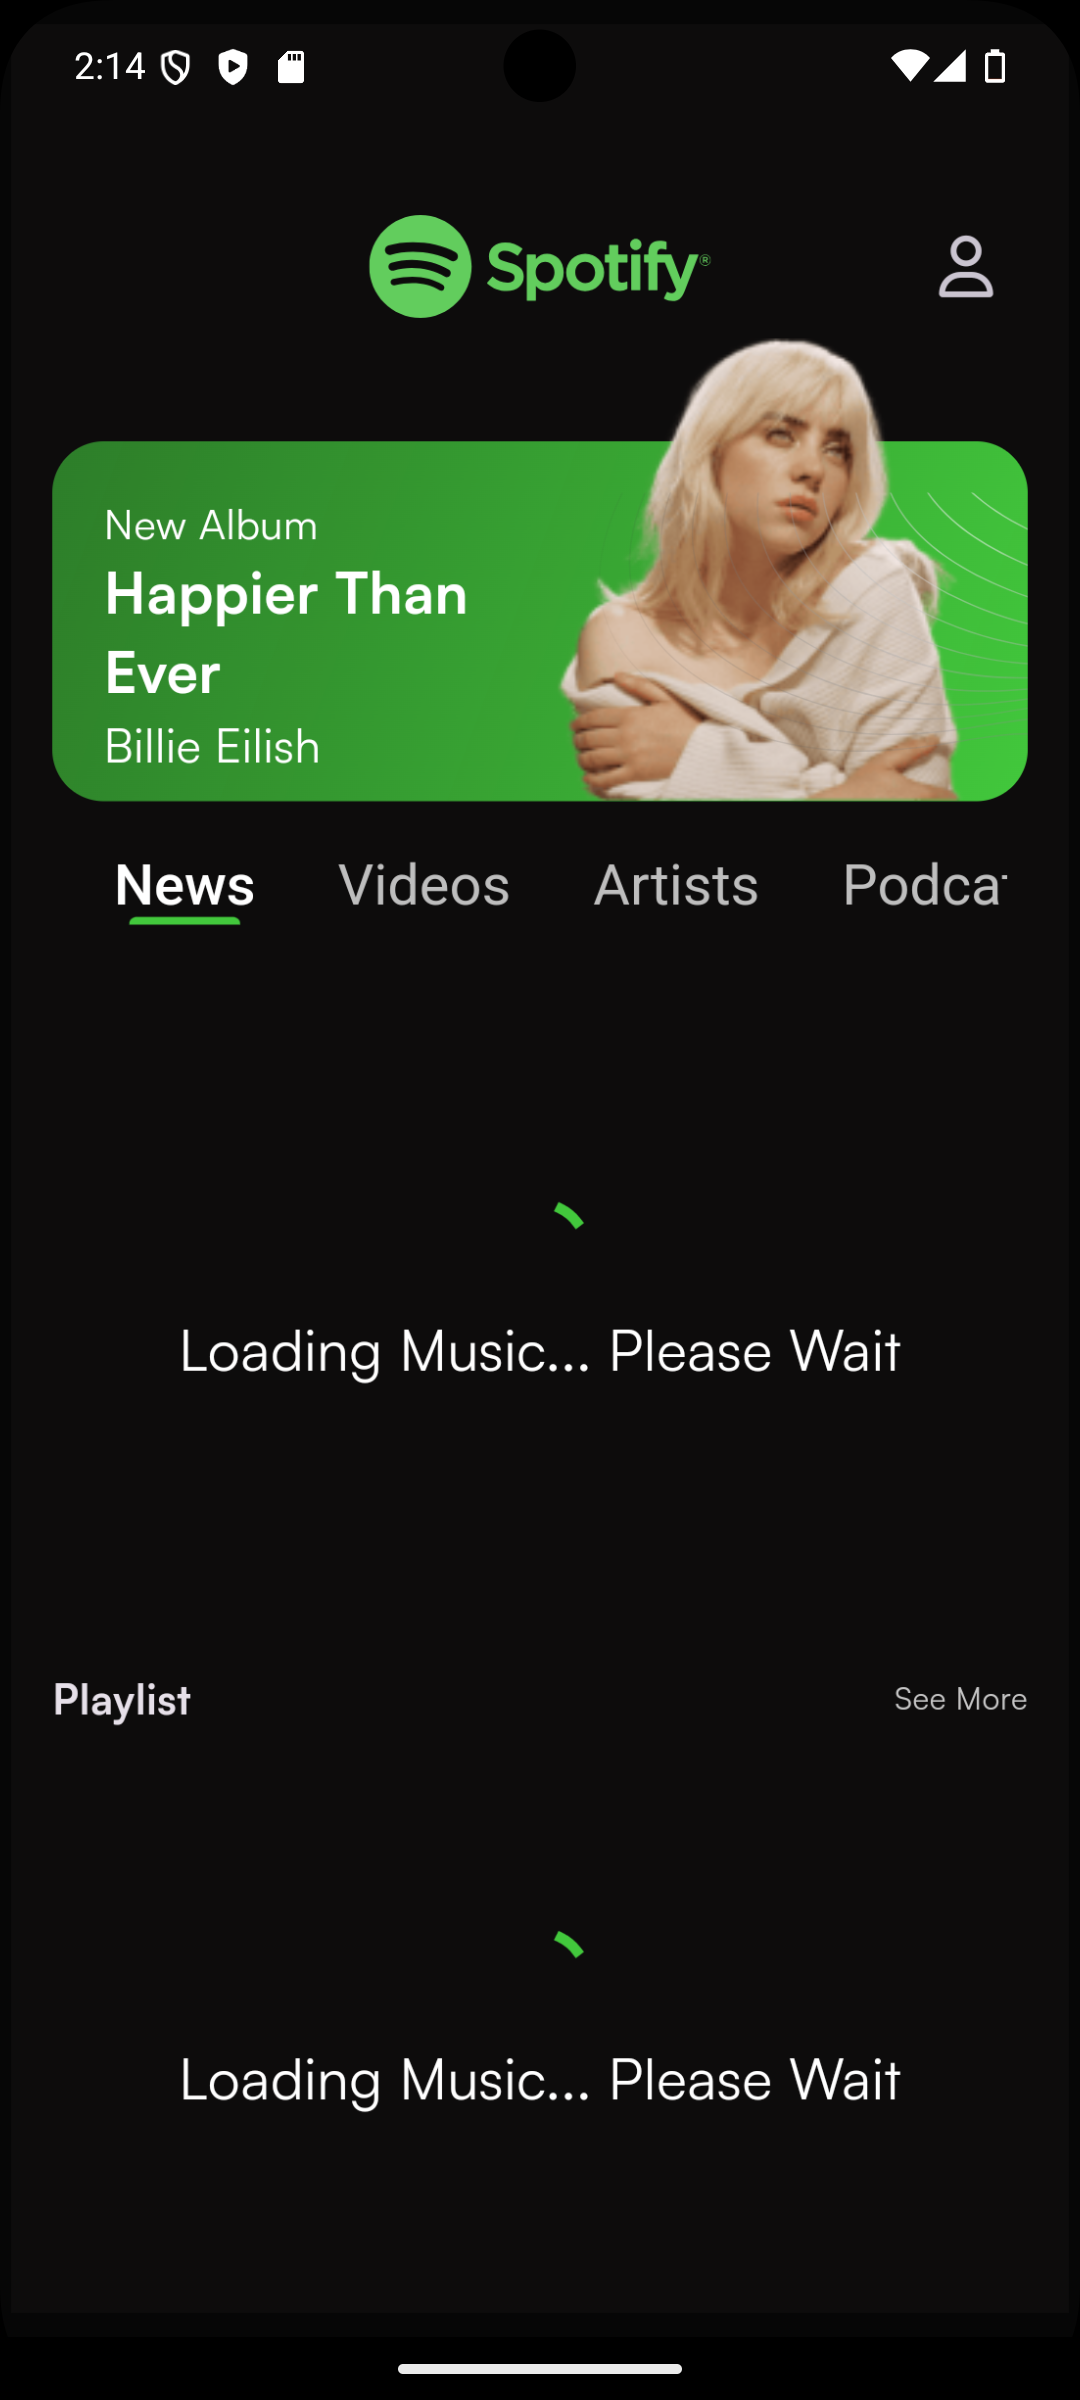 2:14
Spotify®
New Album
Happier Than
Ever
Billie Eilish
News Videos Artists
Loading Music... Please Wait
Playlist See More
Loading Music... Please Wait